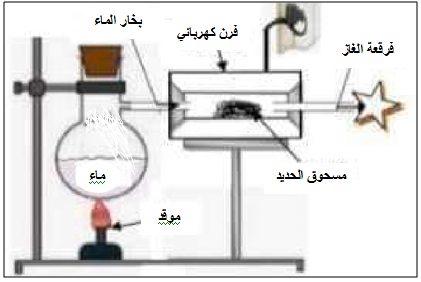 بخار الماء
فرن كهربائي
فرقعة الغاز
مسحوق الحديد
ماء
موقد